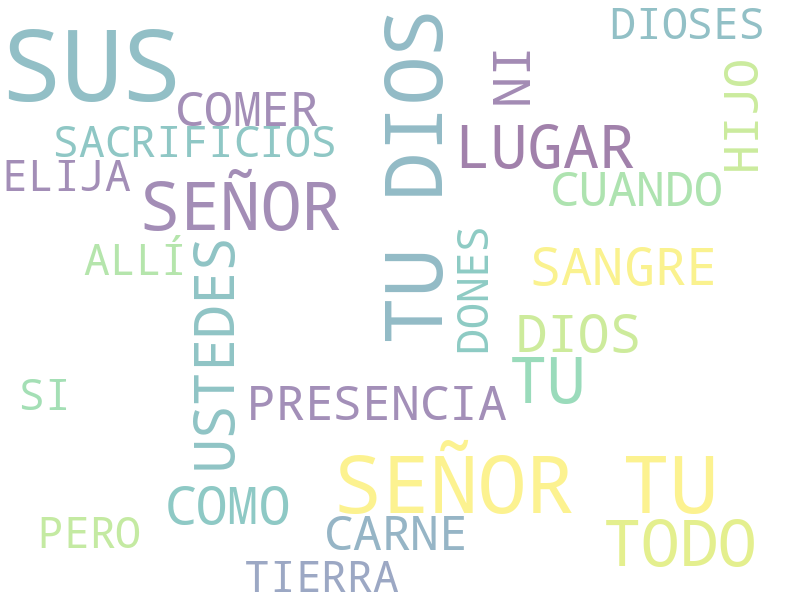 SUS
DIOSES
COMER
SACRIFICIOS
ELIJA
SEÑOR
TU DIOS
NI
HIJO
LUGAR
CUANDO
ALLÍ
USTEDES
DONES
SANGRE
DIOS
TU
SI
PRESENCIA
SEÑOR TU
COMO
CARNE
TODO
PERO
TIERRA